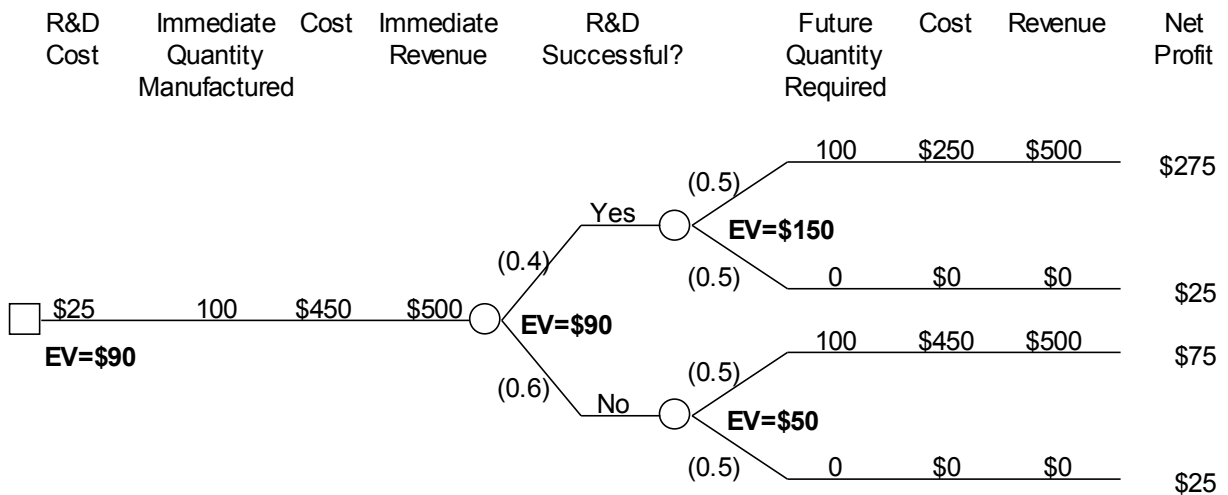 R&D Cost
Immediate Quantity Manufactured
Cost
Immediate Revenue
R&D Successful?
Future Quantity Required
Cost
Revenue
Net Profit
100 $250 $500
$275
(0.5)
Yes
EV=$150
(0.4)
(0.5)
0 $0 $0
$25
$25 100 $450 $500
EV=$90
EV=$90
100 $450 $500
$75
(0.5)
(0.6)
No
EV=$50
(0.5)
0 $0 $0
$25